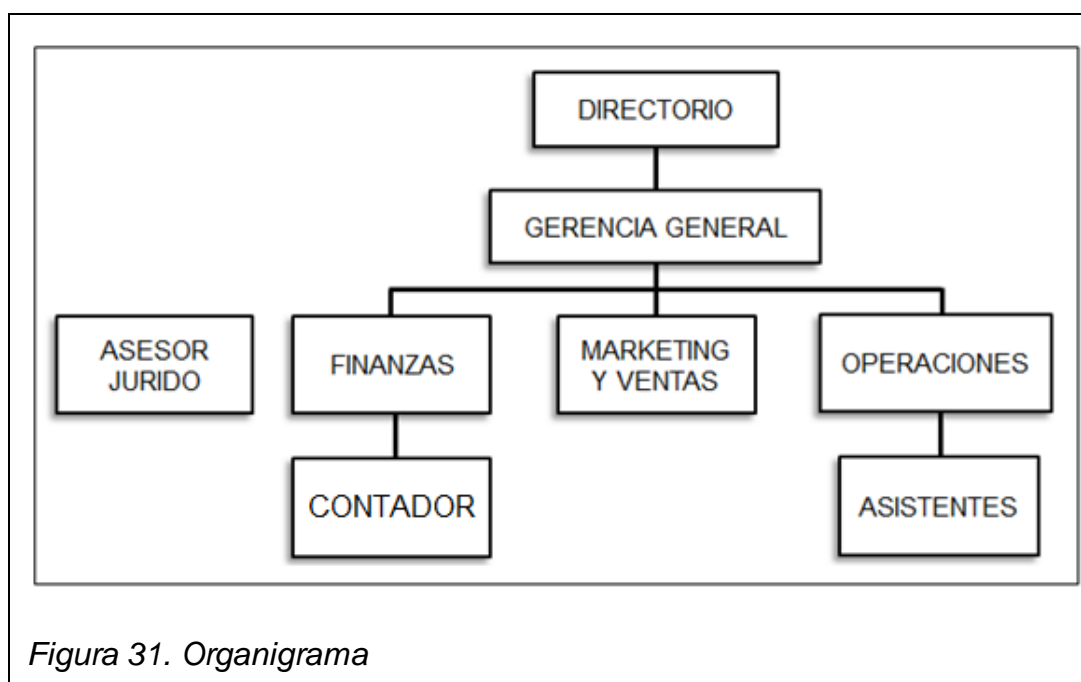 DIRECTORIO
GERENCIA GENERAL
ASESOR
JURIDO
FINANZAS
MARKETING
Y VENTAS
OPERACIONES
CONTADOR
ASISTENTES
Figura 31. Organigrama